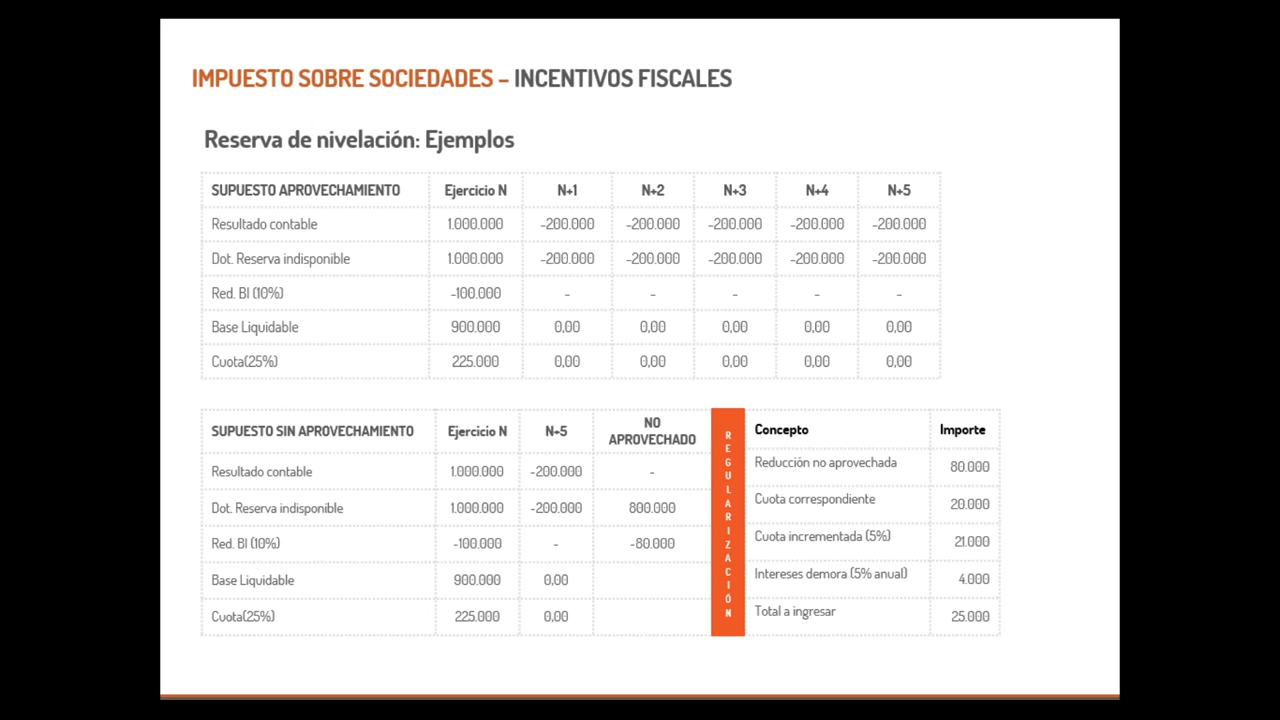 IMPUESTO SOBRE SOCIEDADES – INCENTIVOS FISCALES
Reserva de nivelación: Ejemplos
SUPUESTO APROVECHAMIENTO Ejercicio N N+1 N+2 N+3 N+4 N+5
Resultado contable 1.000.000 -200.000 -200.000 -200.000 -200.000 -200.000
Dot. Reserva indisponible 1.000.000 -200.000 -200.000 -200.000 -200.000 -200.000
Red. BI (10%) -100.000 - - - - -
Base Liquidable 900.000 0,00 0,00 0,00 0,00 0,00
Cuota(25%) 225.000 0,00 0,00 0,00 0,00 0,00
SUPUESTO SIN APROVECHAMIENTO Ejercicio N N+5 NO APROVECHADO
Resultado contable 1.000.000 -200.000 -
Dot. Reserva indisponible 1.000.000 -200.000 800.000
Red. BI (10%) -100.000 - -80.000
Base Liquidable 900.000 0,00
Cuota(25%) 225.000 0,00
REGULARIZACIÓN
Concepto Importe
Reducción no aprovechada 80.000
Cuota correspondiente 20.000
Cuota incrementada (5%) 21.000
Intereses demora (5% anual) 4.000
Total a ingresar 25.000